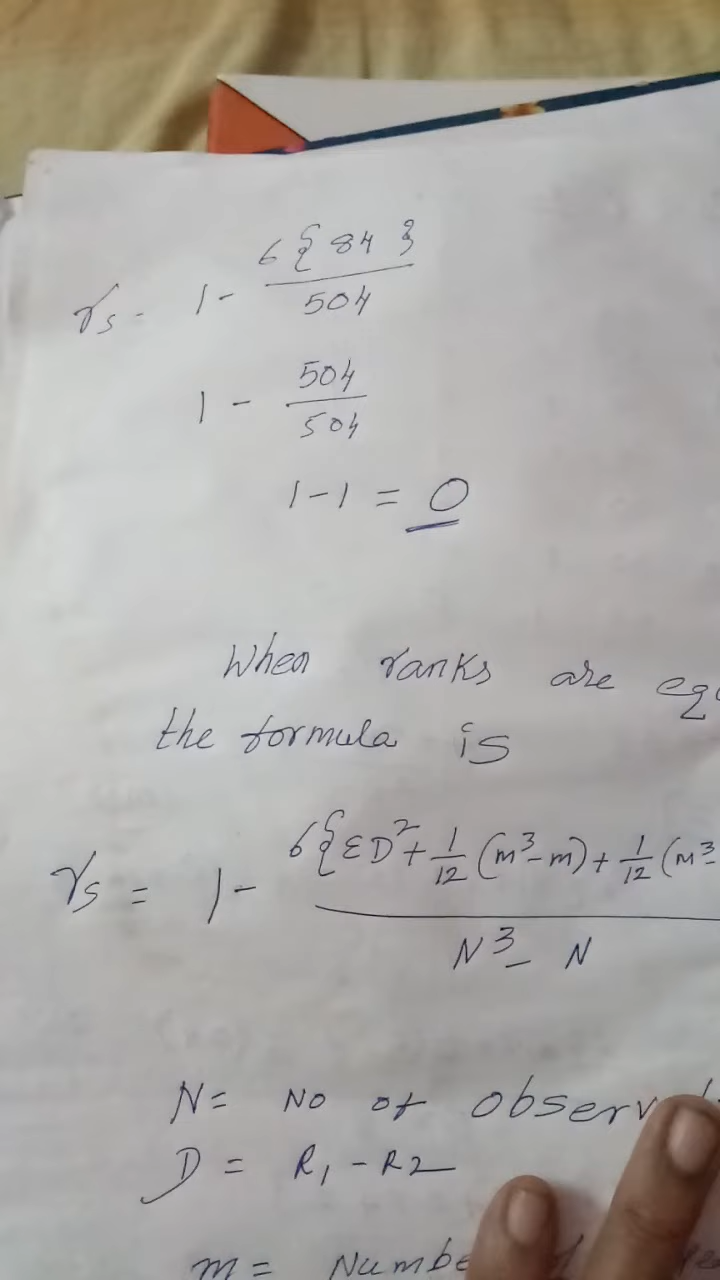 rs = 1 - 6{84} / 504
1 - 504 / 504
1 - 1 = 0
When ranks are
the formula is
rs = 1 - 6{ΣD² + 1/12 (m³-m) + 1/12 (m³- / N³- N
N = No of
D = R₁ - R2
m =